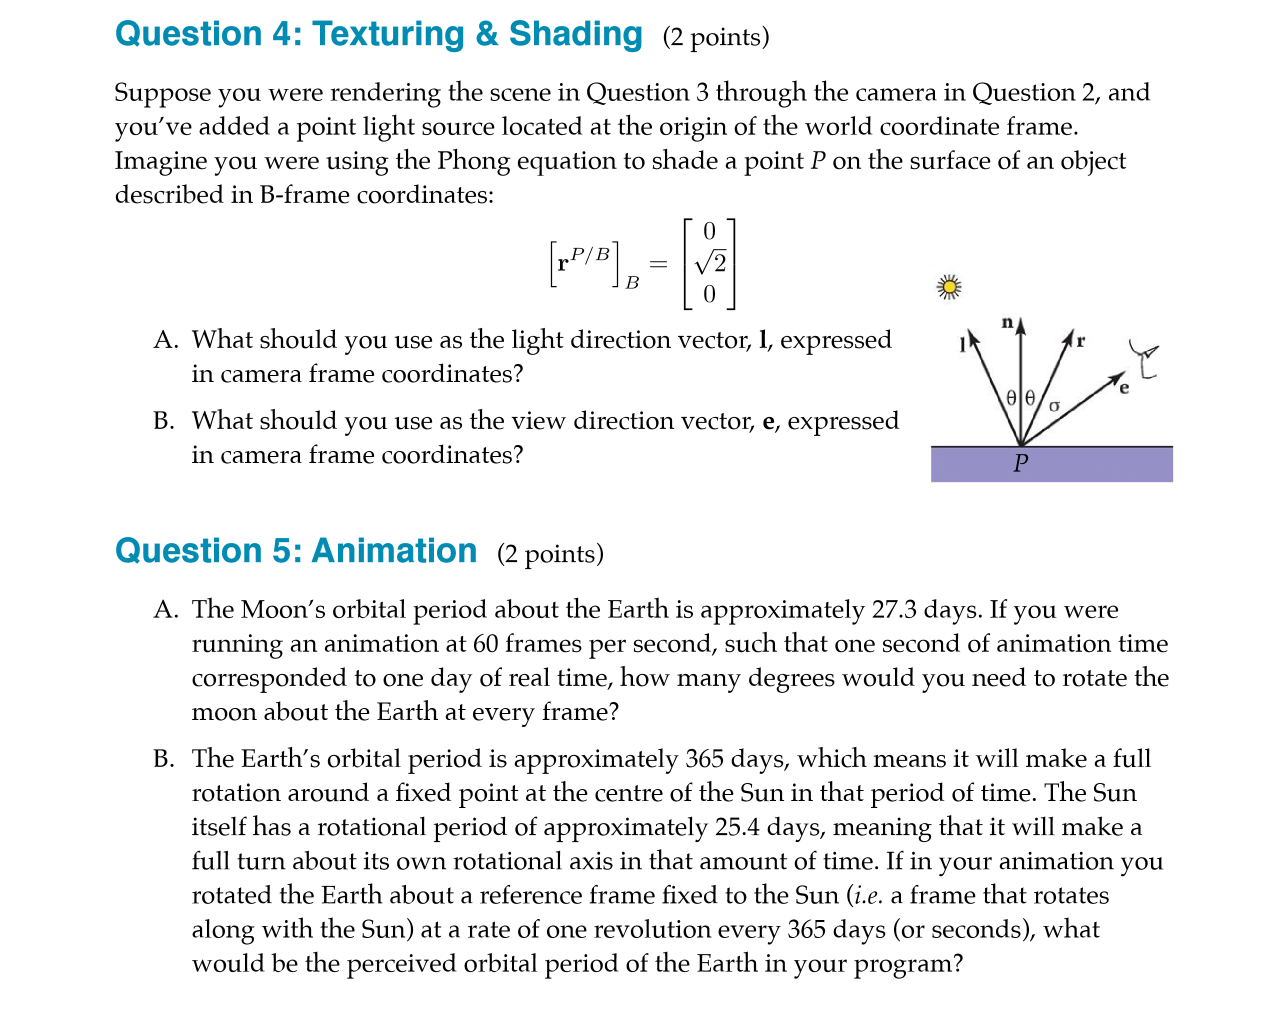 Question 4: Texturing & Shading (2 points)
Suppose you were rendering the scene in Question 3 through the camera in Question 2, and
you’ve added a point light source located at the origin of the world coordinate frame.
Imagine you were using the Phong equation to shade a point P on the surface of an object
described in B-frame coordinates:
[r^{P/B}]_B = [0 √2 0]
A. What should you use as the light direction vector, l, expressed
in camera frame coordinates?
B. What should you use as the view direction vector, e, expressed
in camera frame coordinates?
l n r e
θ θ σ
P
Question 5: Animation (2 points)
A. The Moon’s orbital period about the Earth is approximately 27.3 days. If you were
running an animation at 60 frames per second, such that one second of animation time
corresponded to one day of real time, how many degrees would you need to rotate the
moon about the Earth at every frame?
B. The Earth’s orbital period is approximately 365 days, which means it will make a full
rotation around a fixed point at the centre of the Sun in that period of time. The Sun
itself has a rotational period of approximately 25.4 days, meaning that it will make a
full turn about its own rotational axis in that amount of time. If in your animation you
rotated the Earth about a reference frame fixed to the Sun (i.e. a frame that rotates
along with the Sun) at a rate of one revolution every 365 days (or seconds), what
would be the perceived orbital period of the Earth in your program?